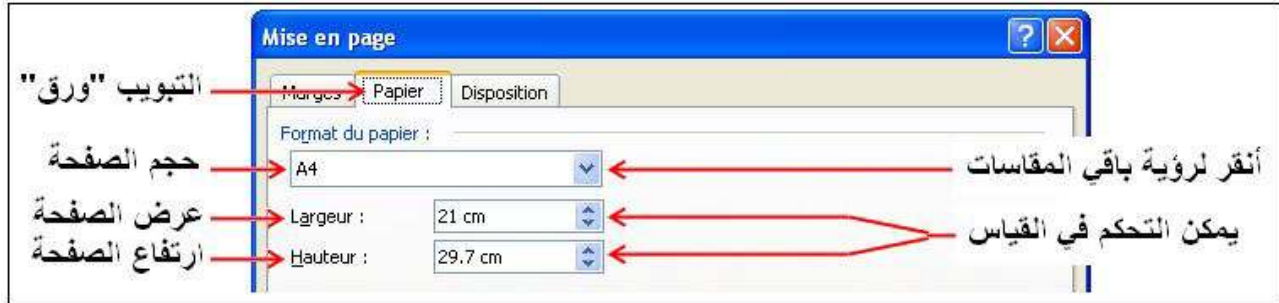 Mise en page
التبويب "ورق"
Marges Papier Disposition
Format du papier :
حجم الصفحة
A4
أنقر لرؤية باقي المقاسات
عرض الصفحة
Largeur : 21 cm
يمكن التحكم في القياس
ارتفاع الصفحة
Hauteur : 29.7 cm